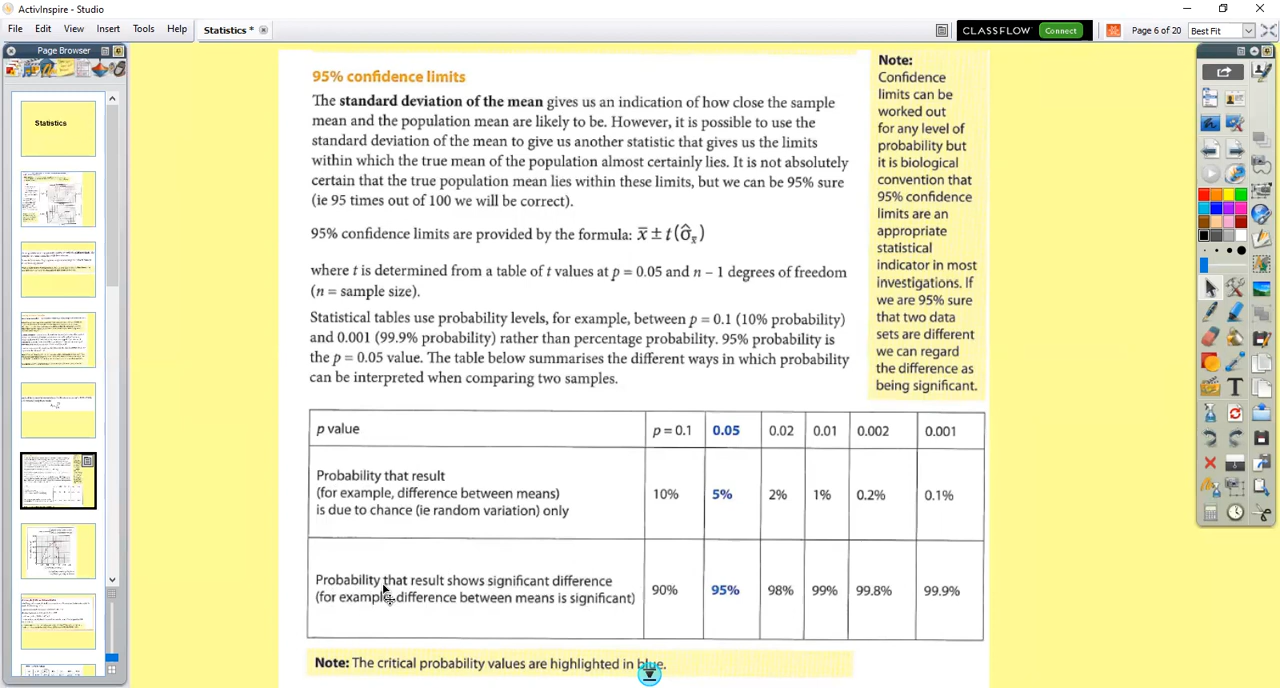 ActivInspire - Studio
File Edit View Insert Tools Help
Statistics *
CLASSFLOW Connect
Page 6 of 20
Best Fit
Page Browser
Statistics
95% confidence limits
The standard deviation of the mean gives us an indication of how close the sample
mean and the population mean are likely to be. However, it is possible to use the
standard deviation of the mean to give us another statistic that gives us the limits
within which the true mean of the population almost certainly lies. It is not absolutely
certain that the true population mean lies within these limits, but we can be 95% sure
(ie 95 times out of 100 we will be correct).
95% confidence limits are provided by the formula: x̄ ± t(σ̂x̄)
where t is determined from a table of t values at p = 0.05 and n – 1 degrees of freedom
(n = sample size).
Statistical tables use probability levels, for example, between p = 0.1 (10% probability)
and 0.001 (99.9% probability) rather than percentage probability. 95% probability is
the p = 0.05 value. The table below summarises the different ways in which probability
can be interpreted when comparing two samples.
Note:
Confidence
limits can be
worked out
for any level of
probability but
it is biological
convention that
95% confidence
limits are an
appropriate
statistical
indicator in most
investigations. If
we are 95% sure
that two data
sets are different
we can regard
the difference as
being significant.
p value p = 0.1 0.05 0.02 0.01 0.002 0.001
Probability that result
(for example, difference between means)
is due to chance (ie random variation) only
10% 5% 2% 1% 0.2% 0.1%
Probability that result shows significant difference
(for example, difference between means is significant)
90% 95% 98% 99% 99.8% 99.9%
Note: The critical probability values are highlighted in blue.